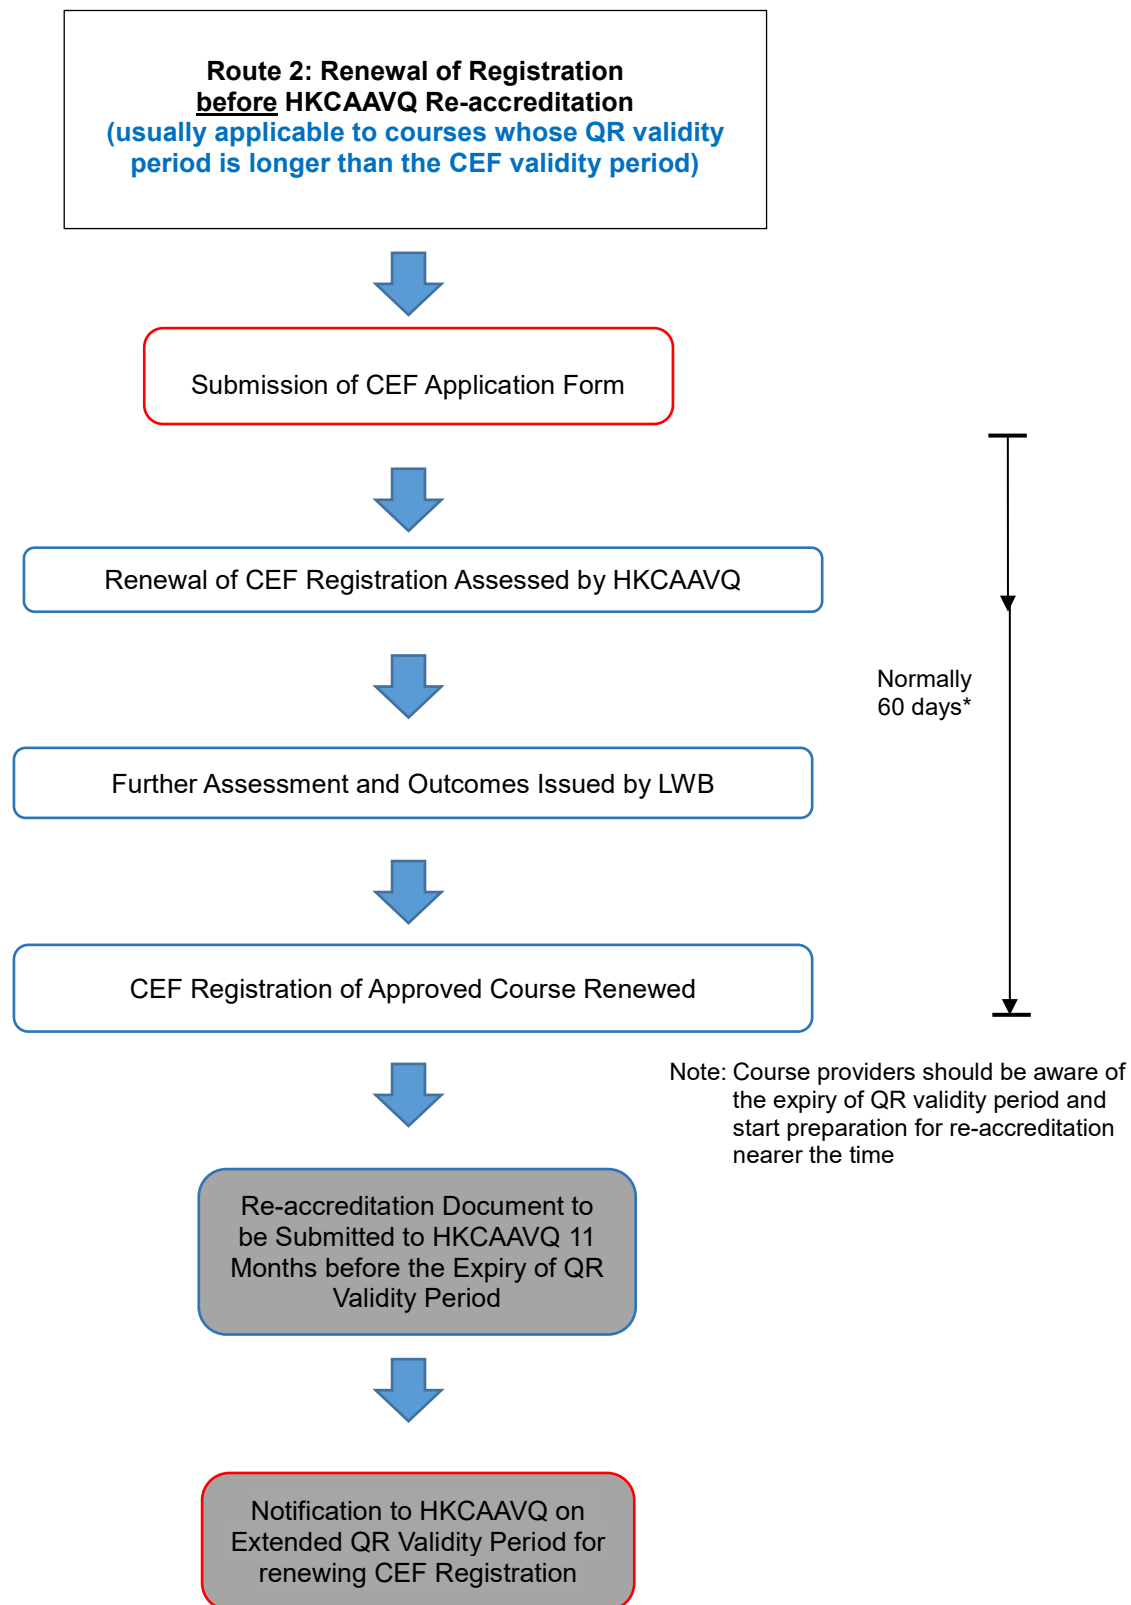 Route 2: Renewal of Registration
before HKCAAVQ Re-accreditation
(usually applicable to courses whose QR validity
period is longer than the CEF validity period)
Submission of CEF Application Form
Renewal of CEF Registration Assessed by HKCAAVQ
Normally
60 days*
Further Assessment and Outcomes Issued by LWB
CEF Registration of Approved Course Renewed
Note: Course providers should be aware of
the expiry of QR validity period and
start preparation for re-accreditation
nearer the time
Re-accreditation Document to
be Submitted to HKCAAVQ 11
Months before the Expiry of QR
Validity Period
Notification to HKCAAVQ on
Extended QR Validity Period for
renewing CEF Registration